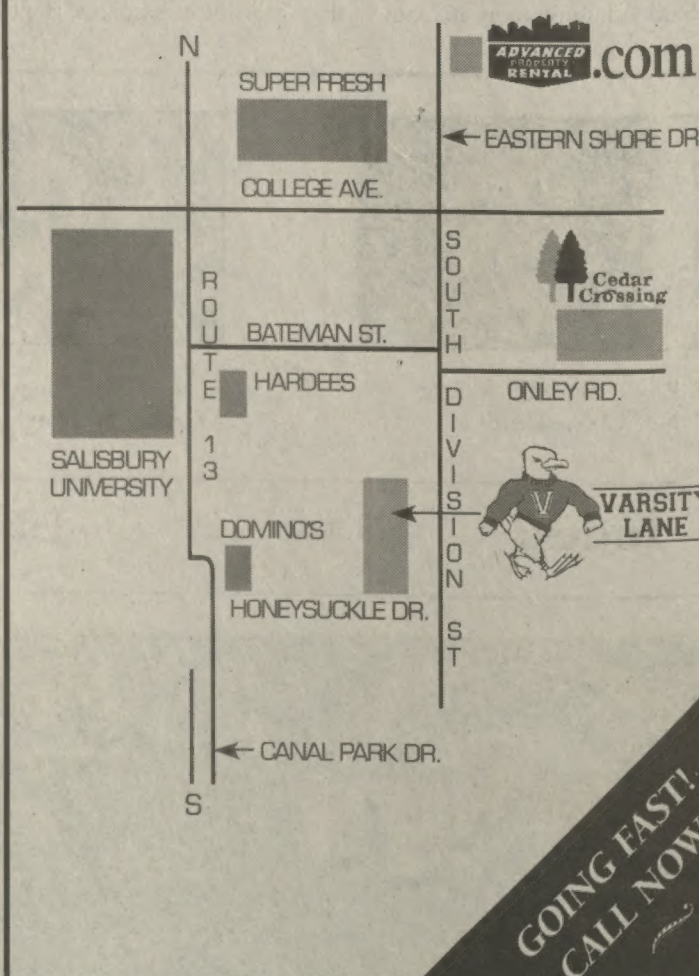 N
ADVANCED
PROPERTY
RENTAL
.com
SUPER FRESH
EASTERN SHORE DR
COLLEGE AVE.
ROUTE 13
SOUTH DIVISION ST
Cedar
Crossing
BATEMAN ST.
HARDEES
ONLEY RD.
SALISBURY
UNIVERSITY
V
VARSITY
LANE
DOMINO'S
HONEYSUCKLE DR.
CANAL PARK DR.
S
GOING FAST!
CALL NOW